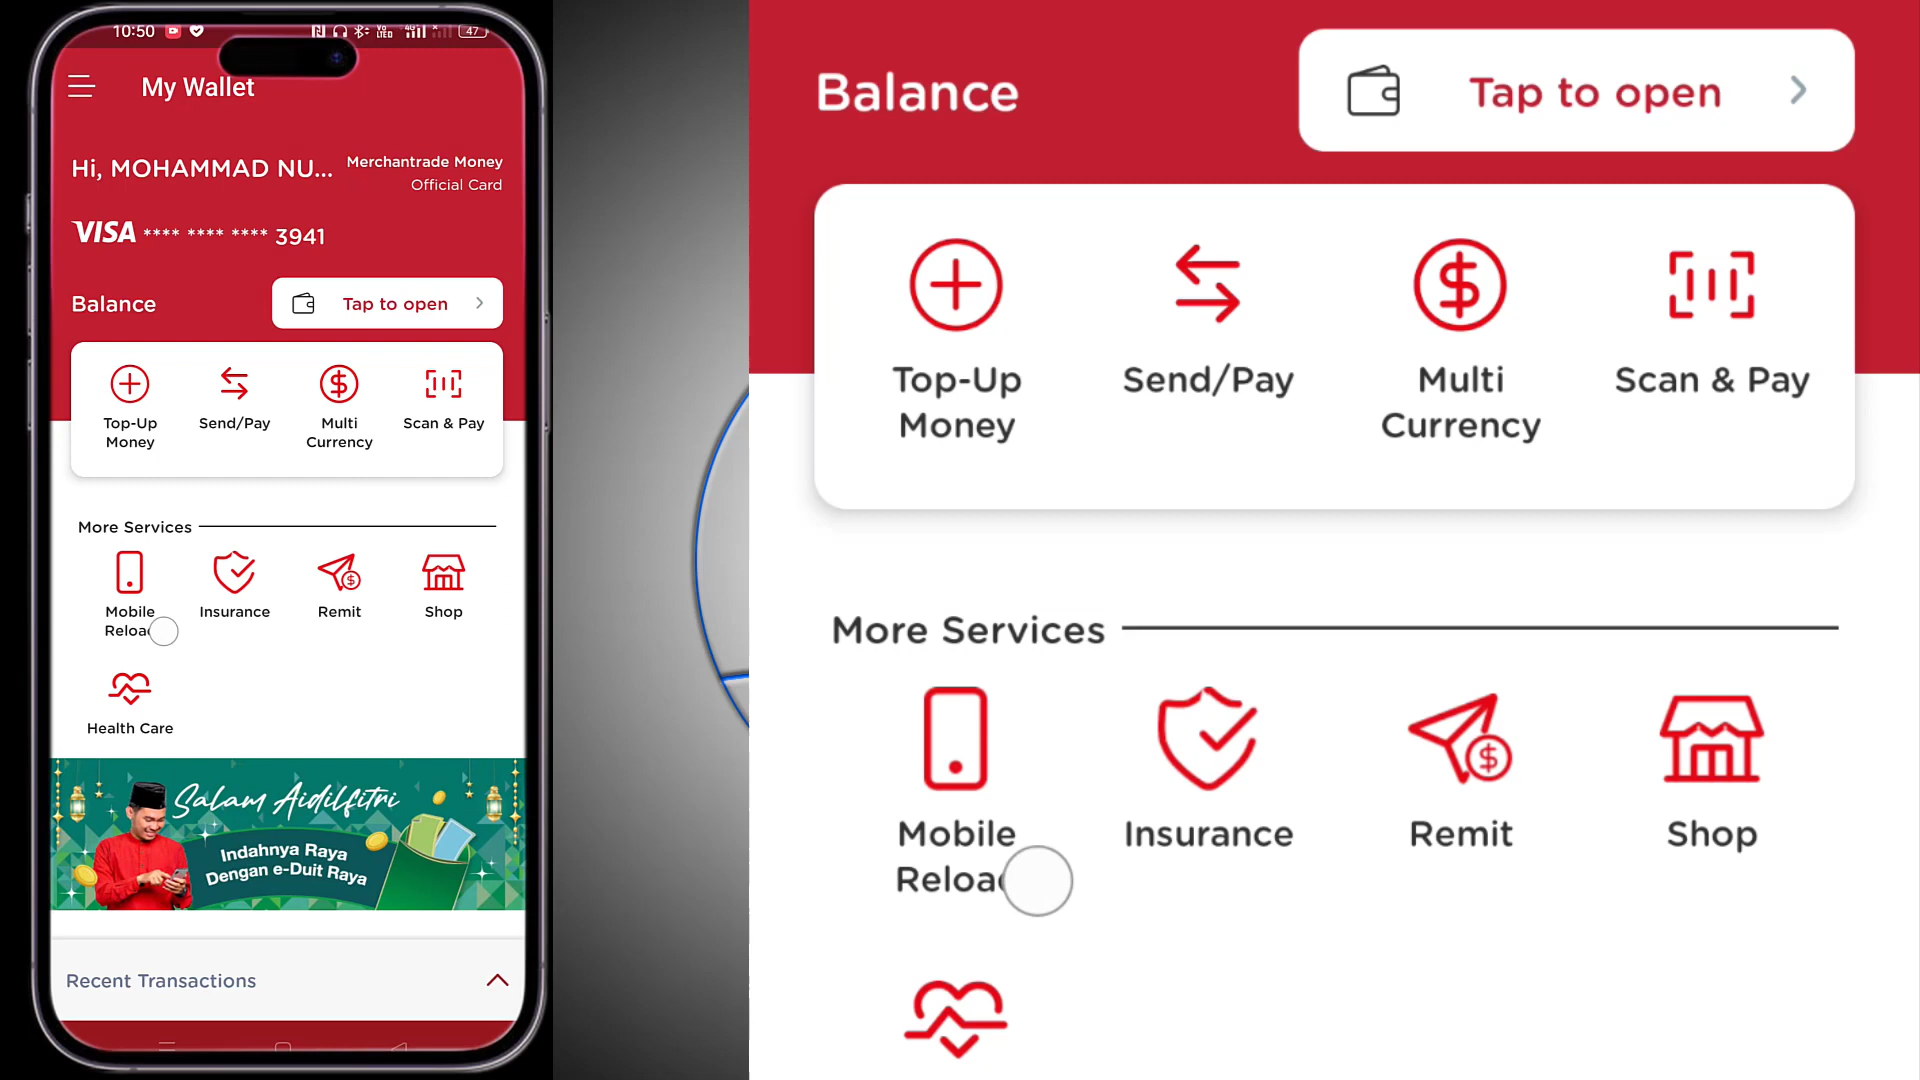 10:50
47
My Wallet
Hi, MOHAMMAD NU...
Merchantrade Money
Official Card
VISA **** **** **** 3941
Balance
Tap to open
Top-Up
Money
Send/Pay
Multi
Currency
Scan & Pay
More Services
Mobile
Reloa
Insurance
Remit
Shop
Health Care
Salam Aidilfitri
Indahnya Raya
Dengan e-Duit Raya
Recent Transactions
Balance
Tap to open
Top-Up
Money
Send/Pay
Multi
Currency
Scan & Pay
More Services
Mobile
Reloa
Insurance
Remit
Shop